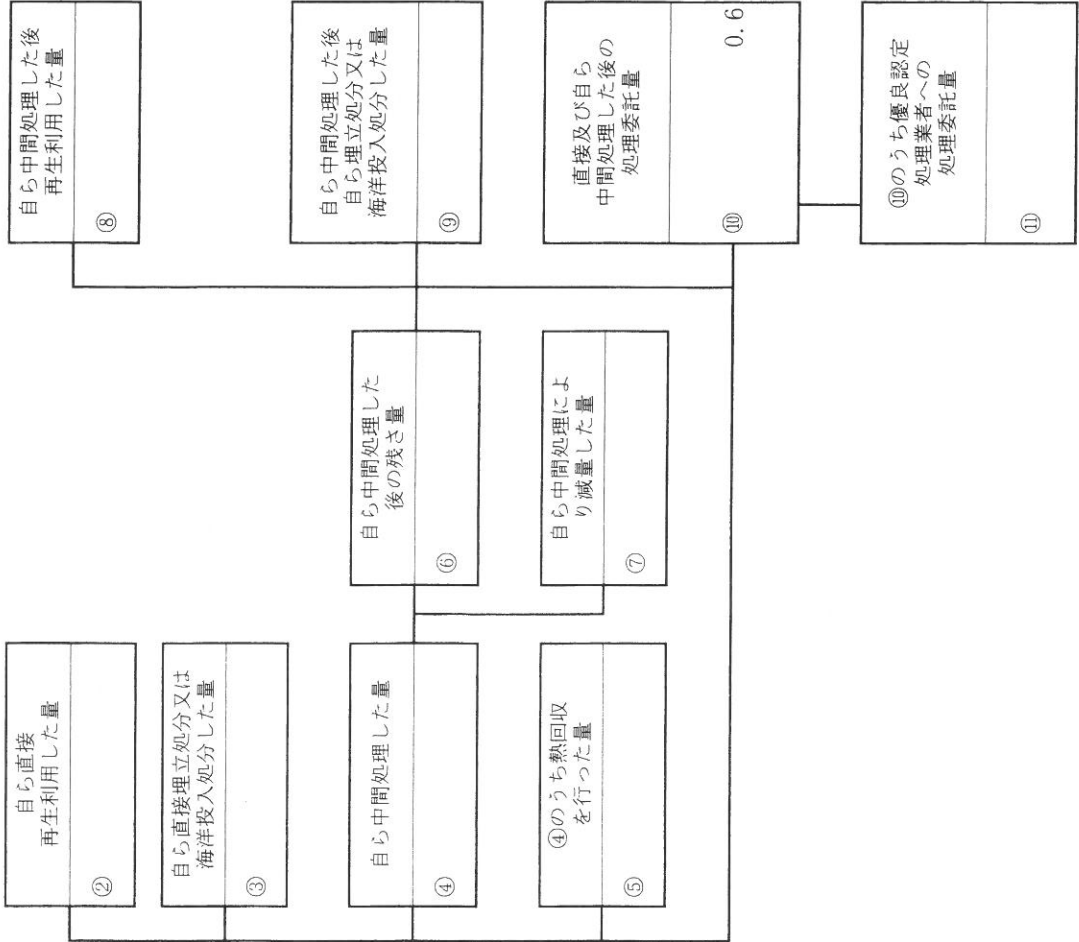 自ら直接
再生利用した量
②
自ら直接埋立処分又は
海洋投入処分した量
③
自ら中間処理した量
④
④のうち熱回収
を行った量
⑤
自ら中間処理した
後の残さ量
⑥
自ら中間処理によ
り減量した量
⑦
自ら中間処理した後
再生利用した量
⑧
自ら中間処理した後
自ら埋立処分又は
海洋投入処分した量
⑨
直接及び自ら
中間処理した後の
処理委託量
⑩ 0.6
⑩のうち優良認定
処理業者への
処理委託量
⑪